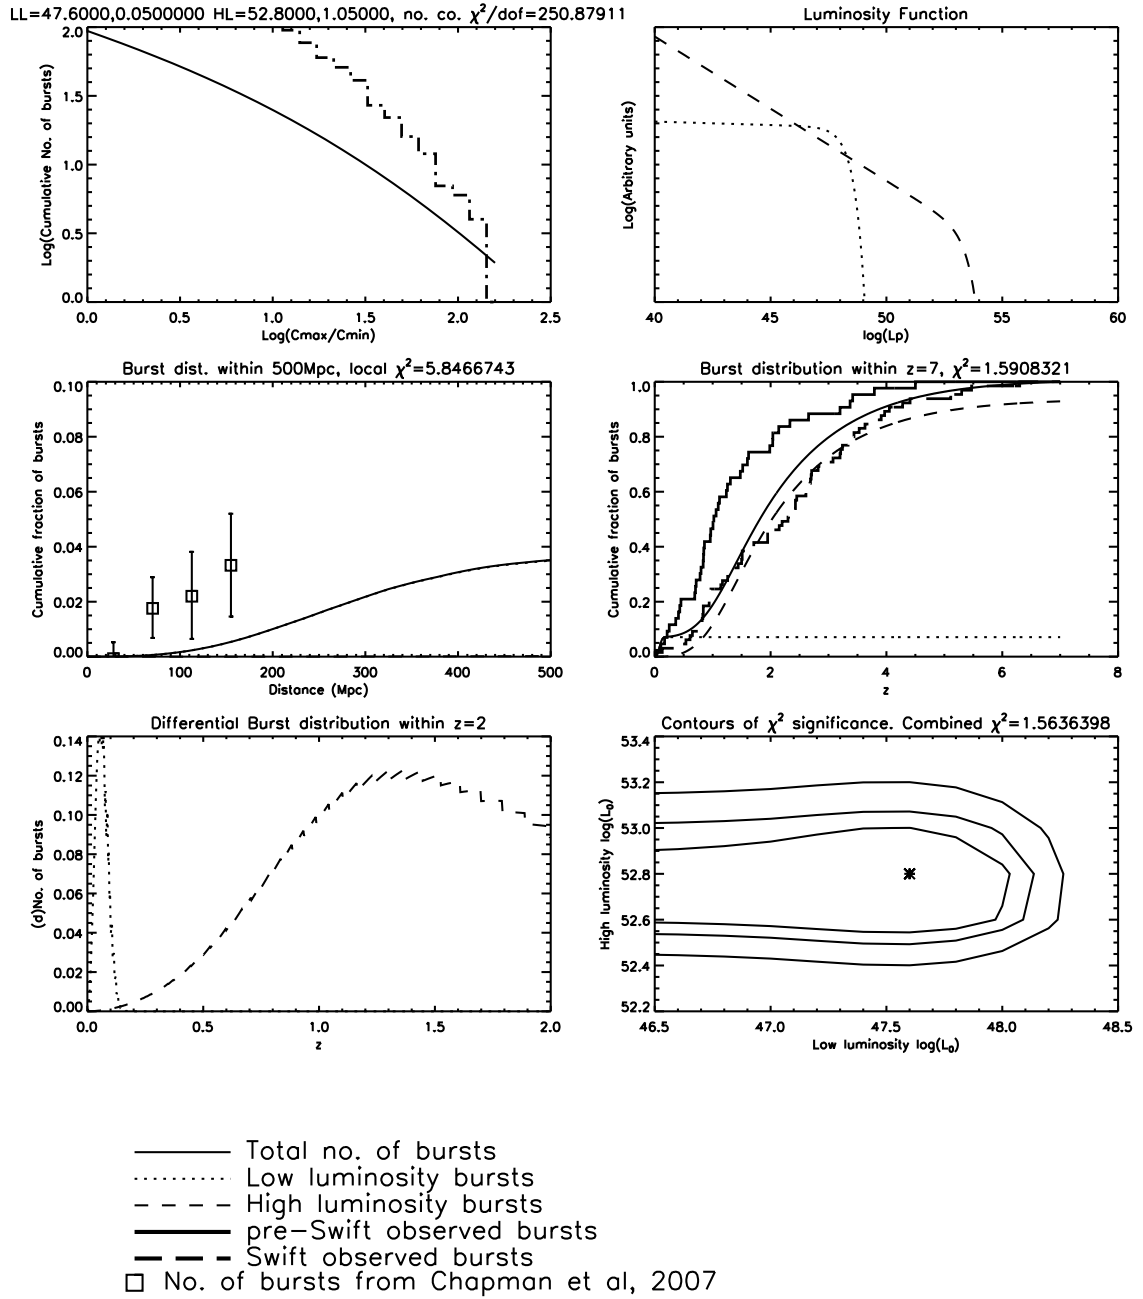 LL=47.6000,0.0500000 HL=52.8000,1.05000, no. co. χ²/dof=250.87911
Luminosity Function
Log(Cumulative No. of bursts)
2.0
1.5
1.0
0.5
0.0
0.0 0.5 1.0 1.5 2.0 2.5
Log(Cmax/Cmin)
Log(Arbitrary units)
40 45 50 55 60
log(Lp)
Burst dist. within 500Mpc, local χ²=5.8466743
Burst distribution within z=7, χ²=1.5908321
Cumulative fraction of bursts
0.10
0.08
0.06
0.04
0.02
0.00
0 100 200 300 400 500
Distance (Mpc)
Cumulative fraction of bursts
1.0
0.8
0.6
0.4
0.2
0.0
0 2 4 6 8
z
Differential Burst distribution within z=2
Contours of χ² significance. Combined χ²=1.5636398
(d)No. of bursts
0.14
0.12
0.10
0.08
0.06
0.04
0.02
0.00
0.0 0.5 1.0 1.5 2.0
z
High luminosity log(L₀)
53.4
53.2
53.0
52.8
52.6
52.4
52.2
46.5 47.0 47.5 48.0 48.5
Low luminosity log(L₀)
Total no. of bursts
Low luminosity bursts
High luminosity bursts
pre-Swift observed bursts
Swift observed bursts
No. of bursts from Chapman et al, 2007